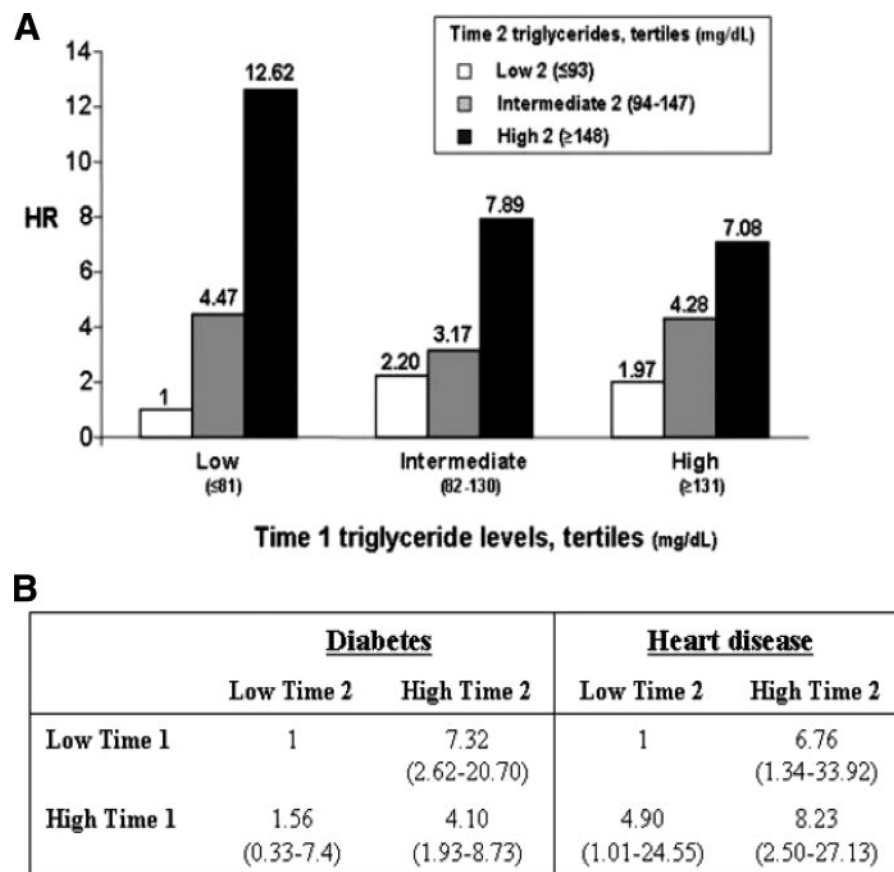 A
Time 2 triglycerides, tertiles (mg/dL)
Low 2 (≤93)
Intermediate 2 (94-147)
High 2 (≥148)
HR
14
12
10
8
6
4
2
0
1
4.47
12.62
2.20
3.17
7.89
1.97
4.28
7.08
Low Intermediate High
(≤81) (82-130) (≥131)
Time 1 triglyceride levels, tertiles (mg/dL)
B
Diabetes Heart disease
Low Time 2 High Time 2 Low Time 2 High Time 2
Low Time 1 1 7.32 1 6.76
(2.62-20.70) (1.34-33.92)
High Time 1 1.56 4.10 4.90 8.23
(0.33-7.4) (1.93-8.73) (1.01-24.55) (2.50-27.13)